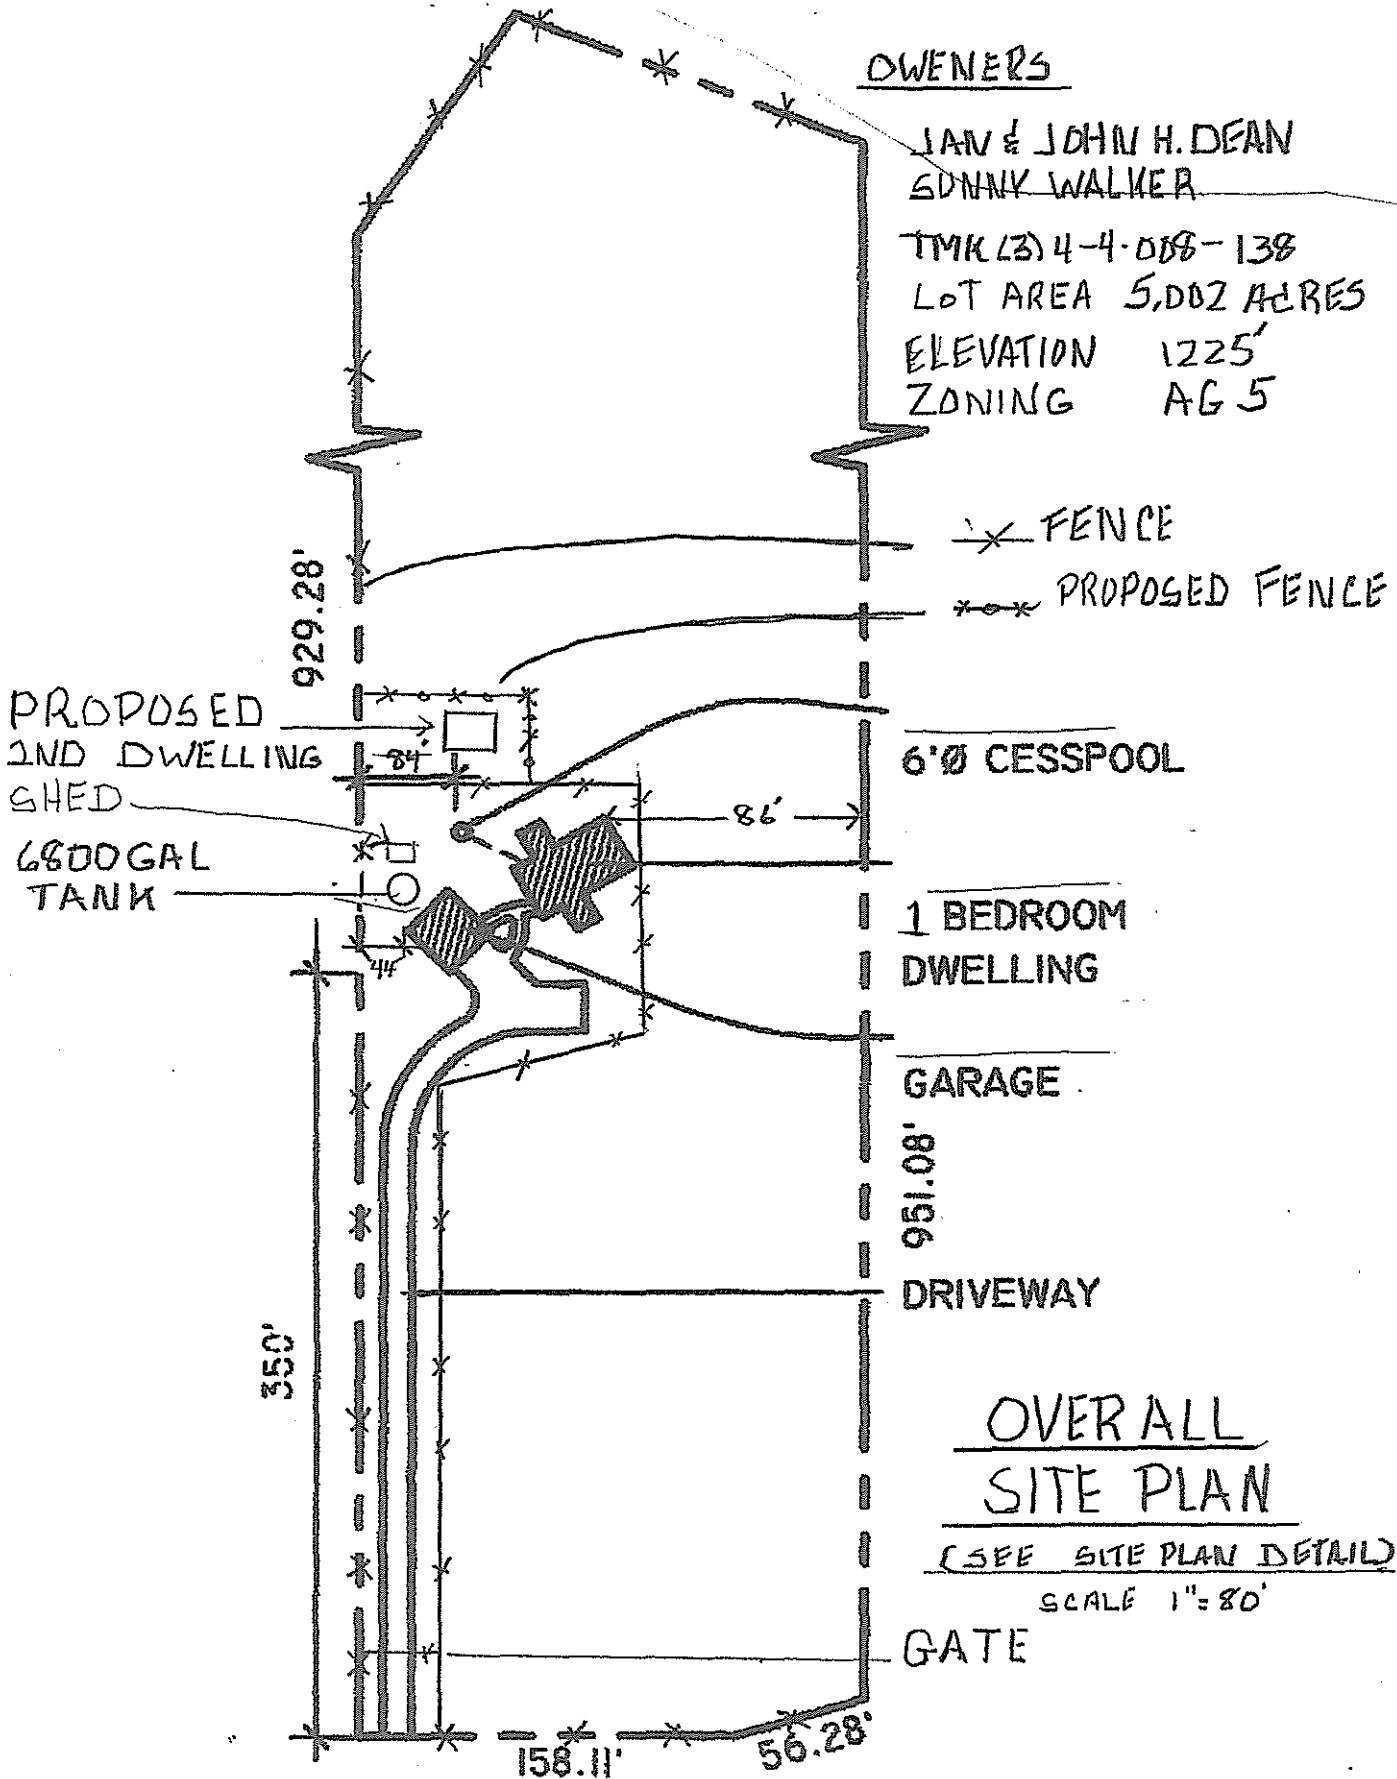 OWENERS
JAN & JOHN H. DEAN
SUNNY WALKER
TMK (3) 4-4-008-138
LOT AREA 5,002 ACRES
ELEVATION 1225'
ZONING AG 5
FENCE
PROPOSED FENCE
929.28'
PROPOSED
2ND DWELLING
SHED
6800 GAL
TANK
84'
6'Ø CESSPOOL
86'
1 BEDROOM
DWELLING
44'
GARAGE
951.08'
DRIVEWAY
350'
OVERALL
SITE PLAN
(SEE SITE PLAN DETAIL)
SCALE 1"=80'
GATE
158.11'
56.28'